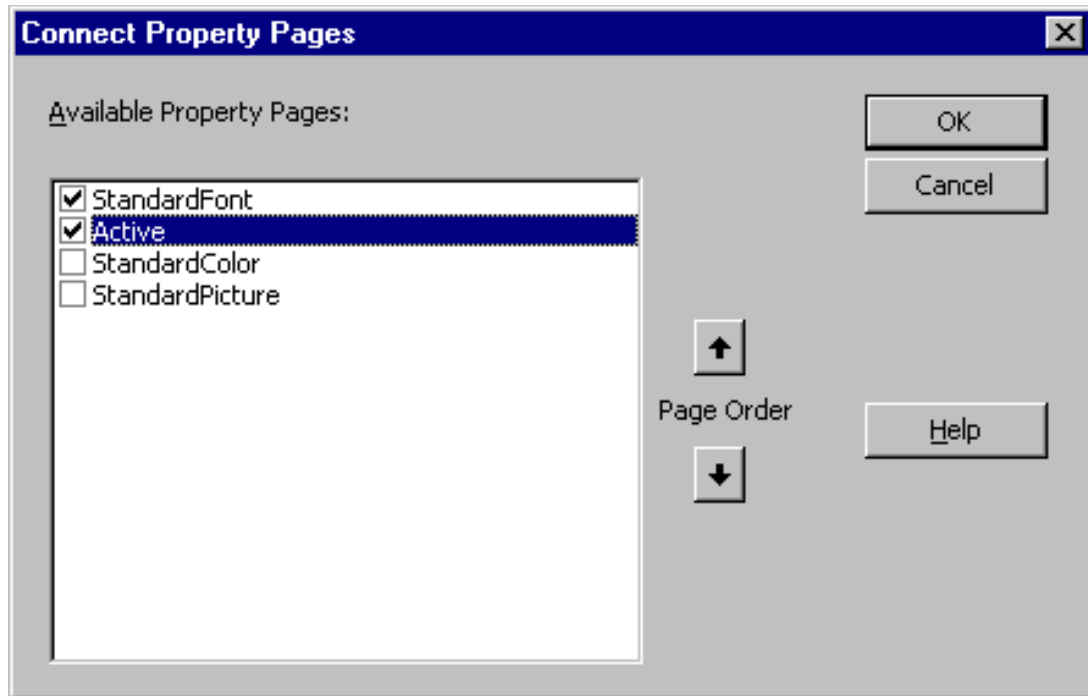 Connect Property Pages
Available Property Pages:
StandardFont
Active
StandardColor
StandardPicture
Page Order
OK
Cancel
Help